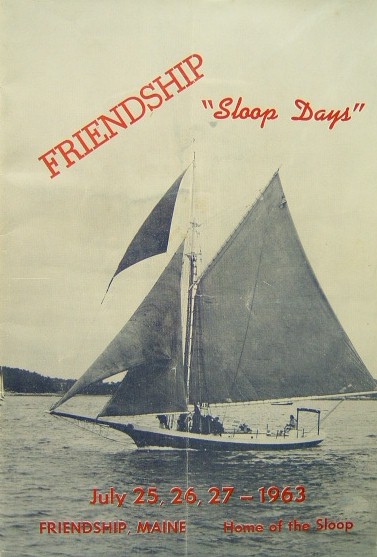 FRIENDSHIP
"Sloop Days"
July 25, 26, 27 – 1963
FRIENDSHIP, MAINE Home of the Sloop